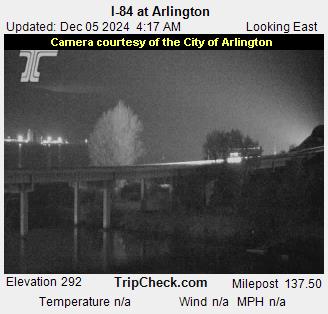 I-84 at Arlington
Updated: Dec 05 2024 4:17 AM Looking East
Camera courtesy of the City of Arlington
Elevation 292 TripCheck.com Milepost 137.50
Temperature n/a Wind n/a MPH n/a